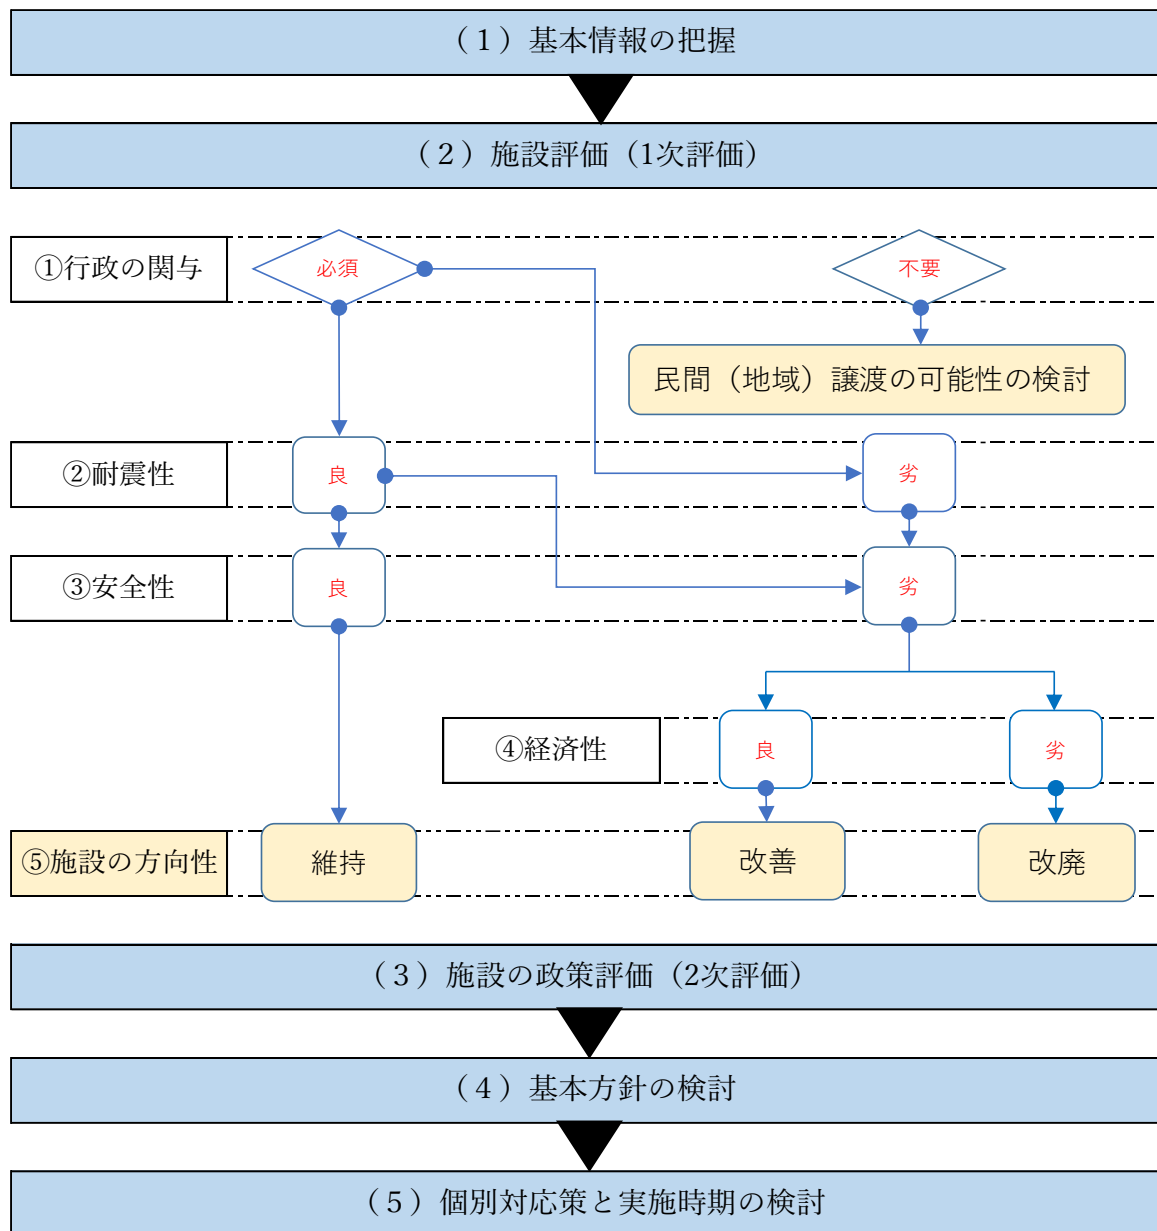 （１）基本情報の把握
（２）施設評価（1次評価）
①行政の関与
必須
不要
民間（地域）譲渡の可能性の検討
②耐震性
良
劣
③安全性
良
劣
④経済性
良
劣
⑤施設の方向性
維持
改善
改廃
（３）施設の政策評価（2次評価）
（４）基本方針の検討
（５）個別対応策と実施時期の検討